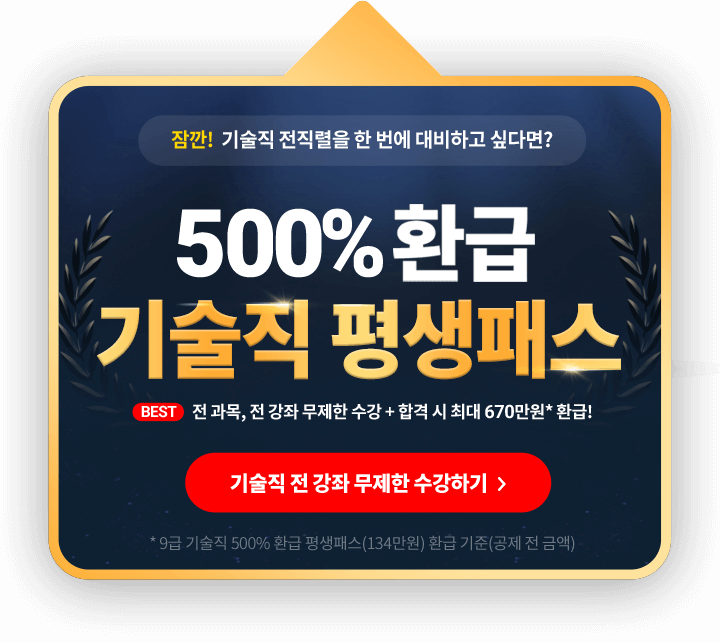 잠깐! 기술직 전직렬을 한 번에 대비하고 싶다면?
500% 환급
기술직 평생패스
BEST 전 과목, 전 강좌 무제한 수강 + 합격 시 최대 670만원* 환급!
기술직 전 강좌 무제한 수강하기 >
* 9급 기술직 500% 환급 평생패스(134만원) 환급 기준(공제 전 금액)